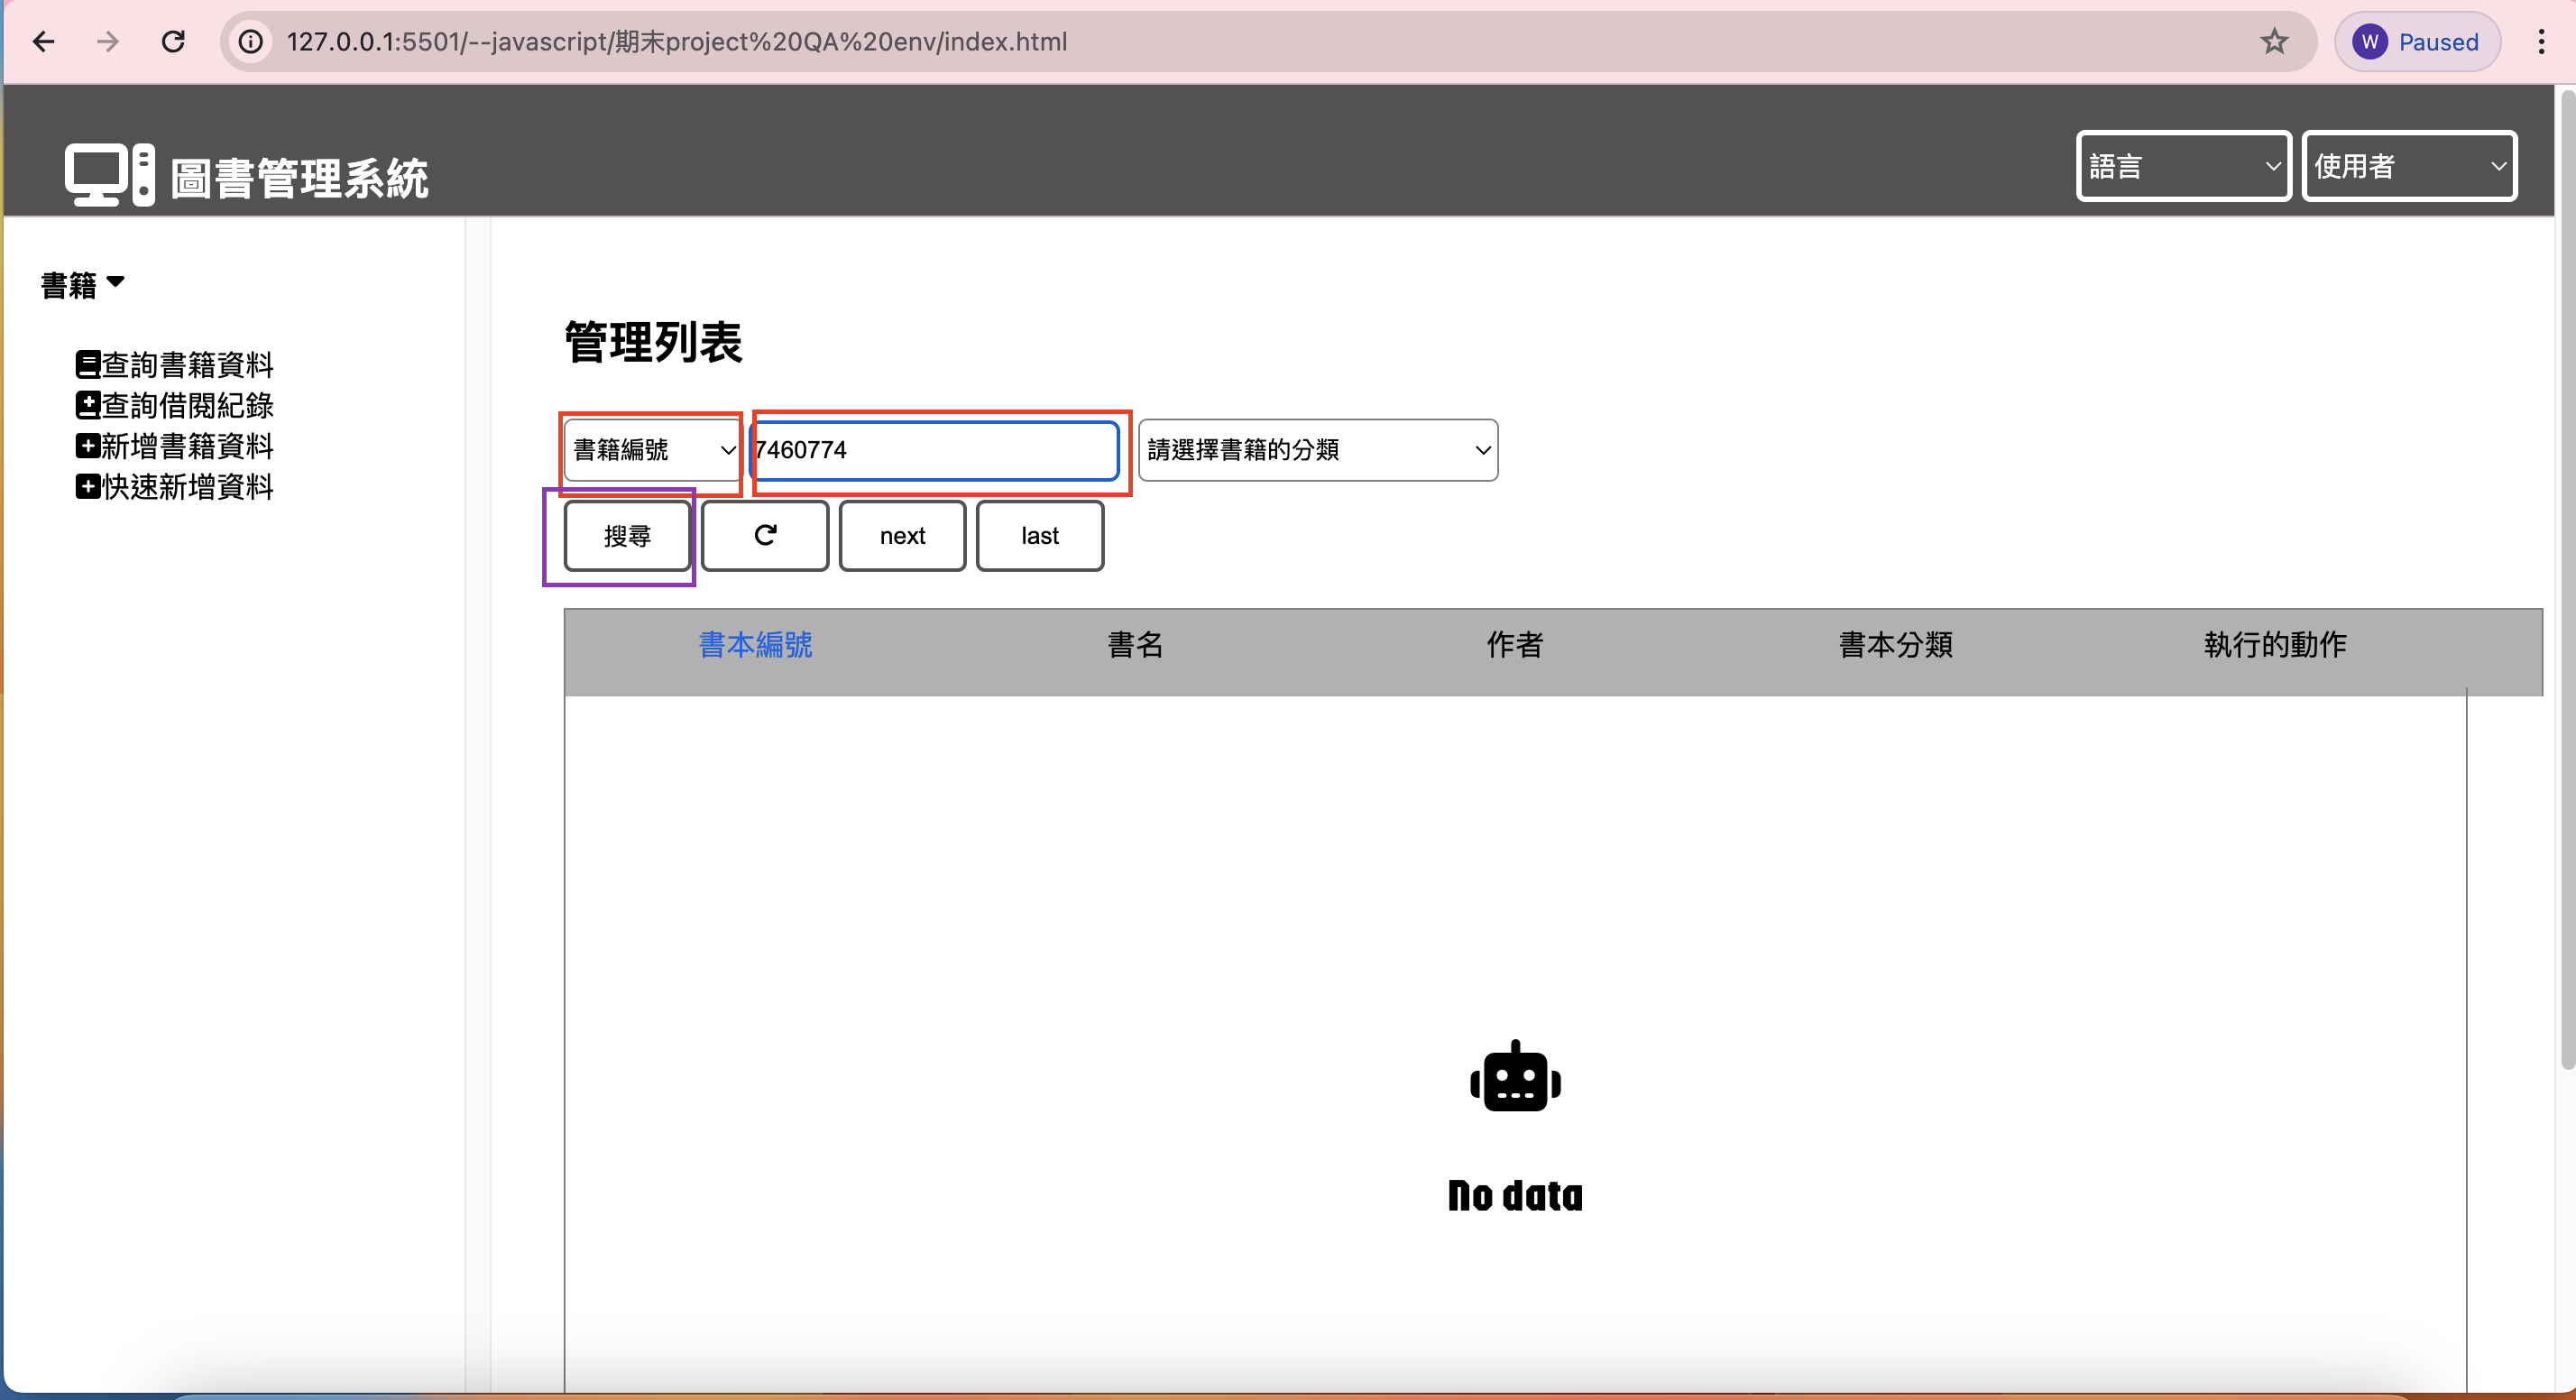 127.0.0.1:5501/--javascript/期末project%20QA%20env/index.html
W Paused
圖書管理系統
語言
使用者
書籍
查詢書籍資料
查詢借閱紀錄
新增書籍資料
快速新增資料
管理列表
書籍編號
7460774
請選擇書籍的分類
搜尋
next
last
書本編號 書名 作者 書本分類 執行的動作
No data